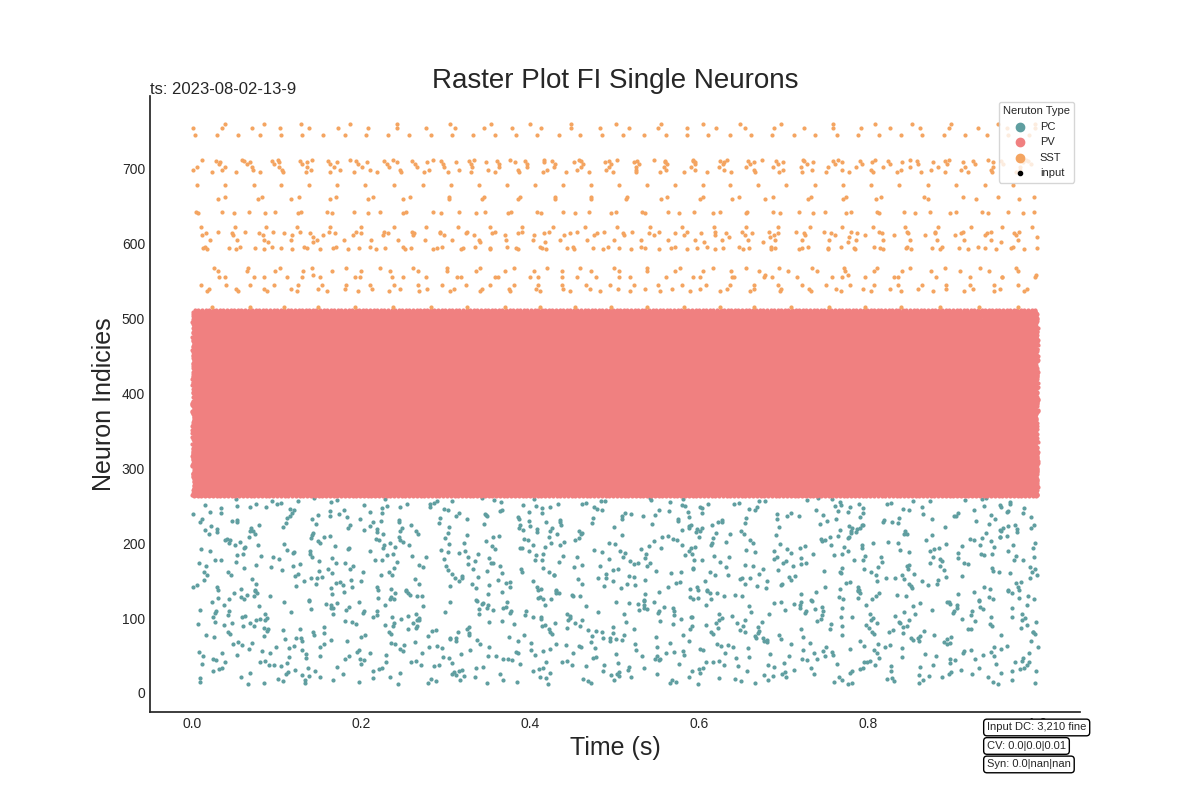 Raster Plot FI Single Neurons
ts: 2023-08-02-13-9
Neruton Type
PC
PV
SST
input
Neuron Indicies
700
600
500
400
300
200
100
0
0.0 0.2 0.4 0.6 0.8
Time (s)
Input DC: 3,210 fine
CV: 0.0|0.0|0.01
Syn: 0.0|nan|nan